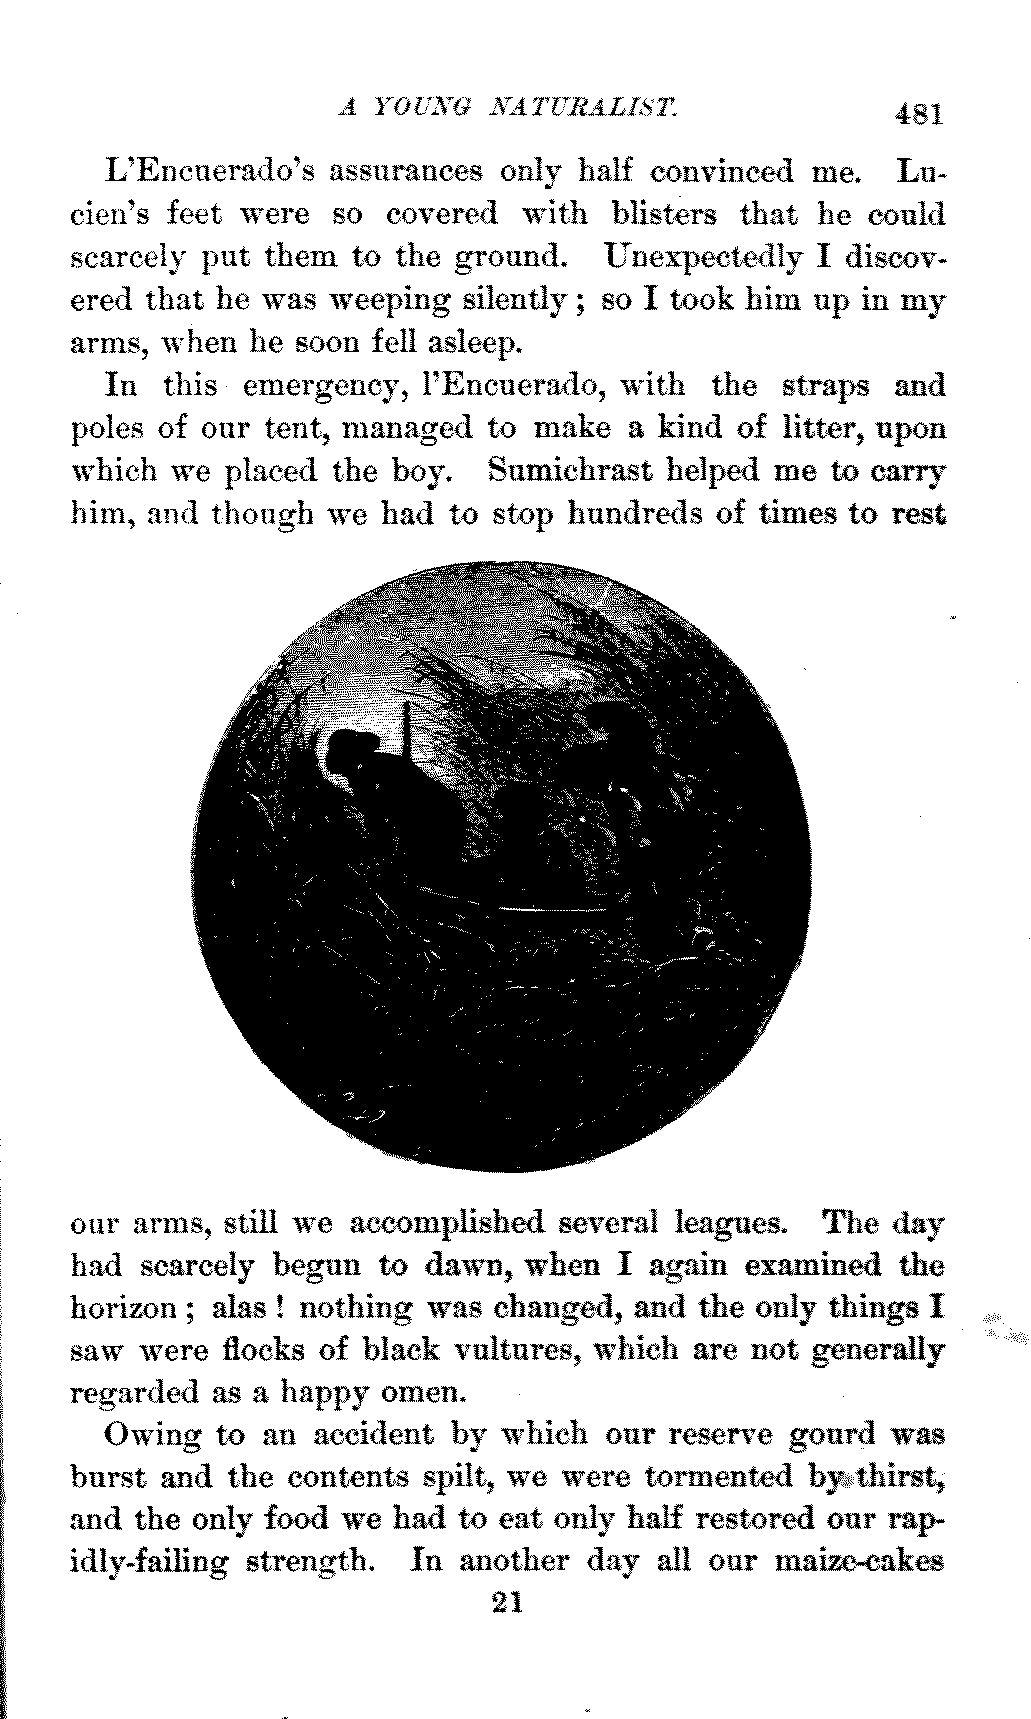 A YOUNG NATURALIST. 481
L'Encuerado's assurances only half convinced me. Lu-
cien's feet were so covered with blisters that he could
scarcely put them to the ground. Unexpectedly I discov-
ered that he was weeping silently; so I took him up in my
arms, when he soon fell asleep.
In this emergency, l'Encuerado, with the straps and
poles of our tent, managed to make a kind of litter, upon
which we placed the boy. Sumichrast helped me to carry
him, and though we had to stop hundreds of times to rest
our arms, still we accomplished several leagues. The day
had scarcely begun to dawn, when I again examined the
horizon; alas! nothing was changed, and the only things I
saw were flocks of black vultures, which are not generally
regarded as a happy omen.
Owing to an accident by which our reserve gourd was
burst and the contents spilt, we were tormented by thirst,
and the only food we had to eat only half restored our rap-
idly-failing strength. In another day all our maize-cakes
21